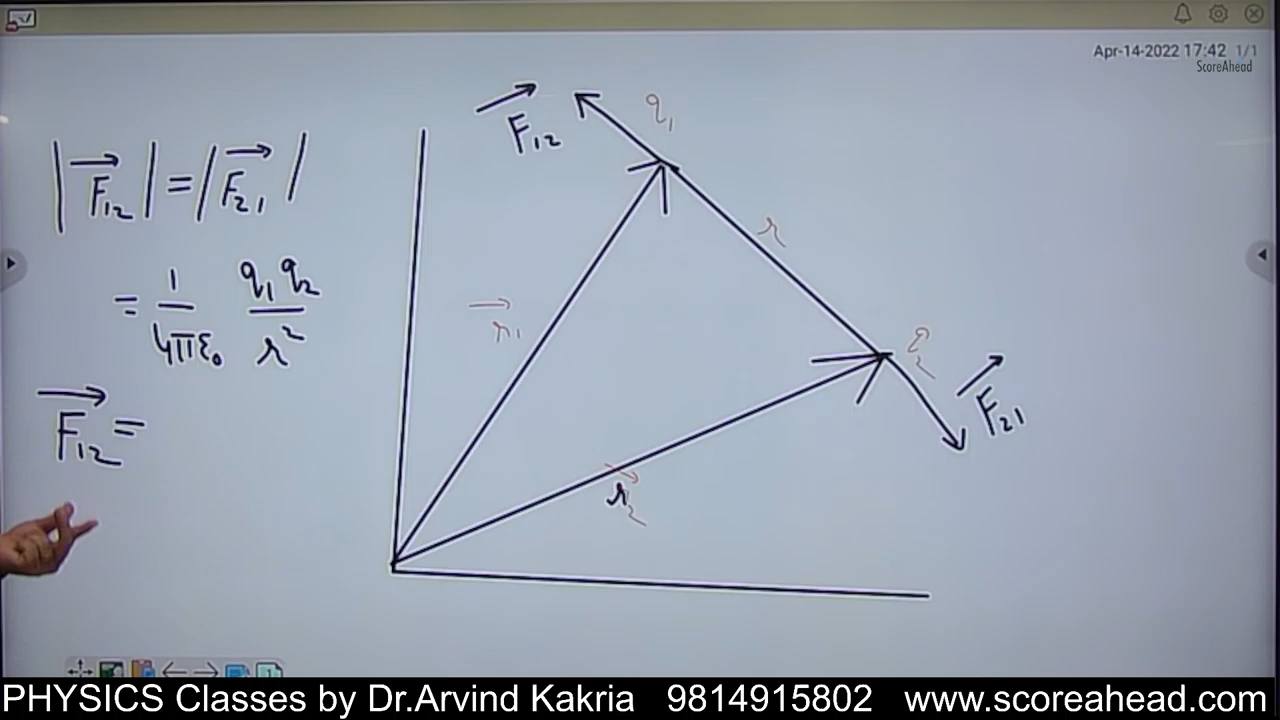 Apr-14-2022 17:42 1/1
ScoreAhead
|F₁₂| = |F₂₁|
= 1/4πε₀ q₁q₂/r²
F₁₂ =
F₁₂
q₁
r
r₁
q₂
F₂₁
r₂
PHYSICS Classes by Dr.Arvind Kakria 9814915802 www.scoreahead.com